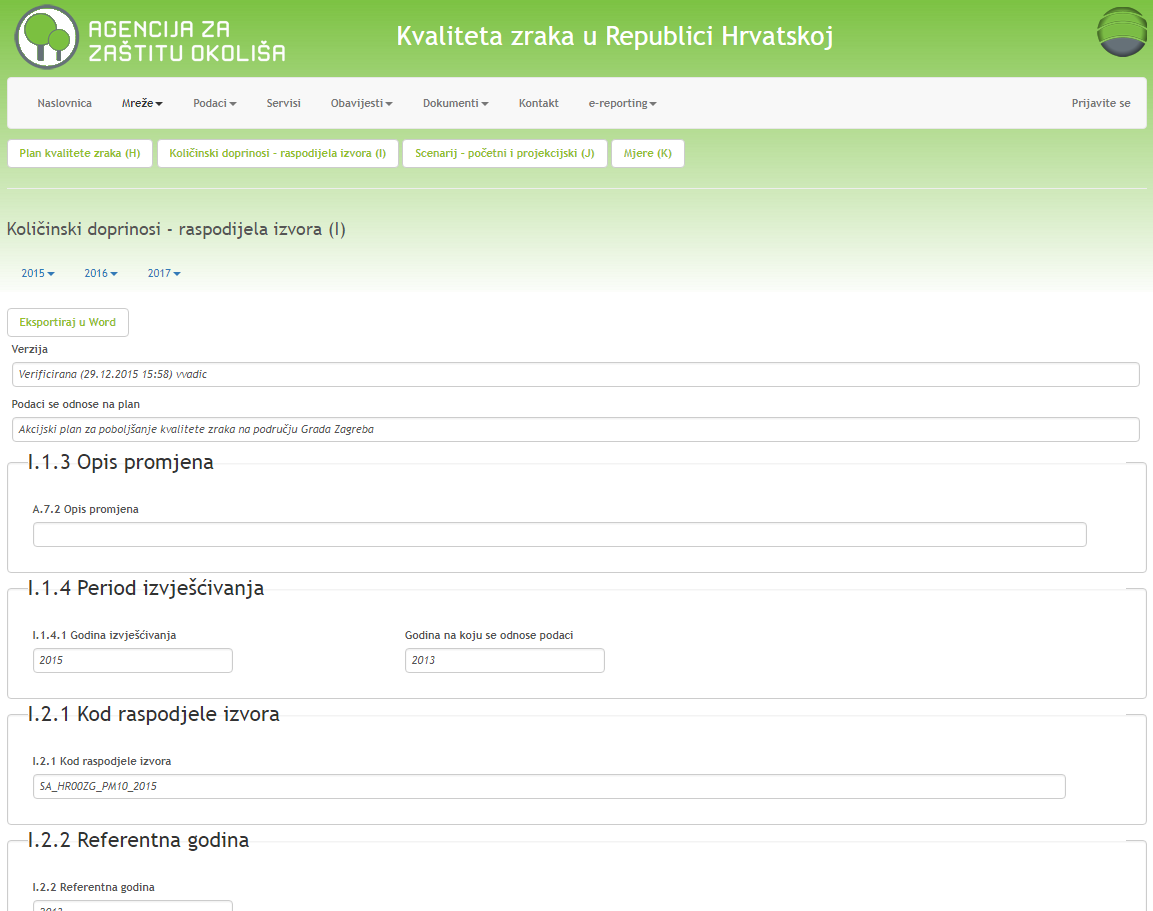 AGENCIJA ZA
ZAŠTITU OKOLIŠA
Kvaliteta zraka u Republici Hrvatskoj
Naslovnica Mreže Podaci Servisi Obavijesti Dokumenti Kontakt e-reporting Prijavite se
Plan kvalitete zraka (H) Količinski doprinosi - raspodijela izvora (I) Scenarij - početni i projekcijski (J) Mjere (K)
Količinski doprinosi - raspodijela izvora (I)
2015 2016 2017
Eksportiraj u Word
Verzija
Verificirana (29.12.2015 15:58) vvadic
Podaci se odnose na plan
Akcijski plan za poboljšanje kvalitete zraka na području Grada Zagreba
I.1.3 Opis promjena
A.7.2 Opis promjena
I.1.4 Period izvješćivanja
I.1.4.1 Godina izvješćivanja Godina na koju se odnose podaci
2015 2013
I.2.1 Kod raspodjele izvora
I.2.1 Kod raspodjele izvora
SA_HR00ZG_PM10_2015
I.2.2 Referentna godina
I.2.2 Referentna godina